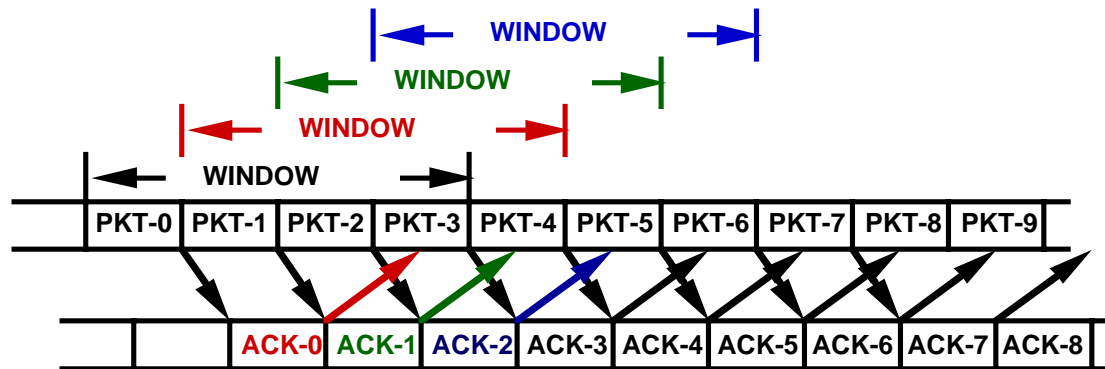 WINDOW
WINDOW
WINDOW
WINDOW
PKT-0 PKT-1 PKT-2 PKT-3 PKT-4 PKT-5 PKT-6 PKT-7 PKT-8 PKT-9
ACK-0 ACK-1 ACK-2 ACK-3 ACK-4 ACK-5 ACK-6 ACK-7 ACK-8